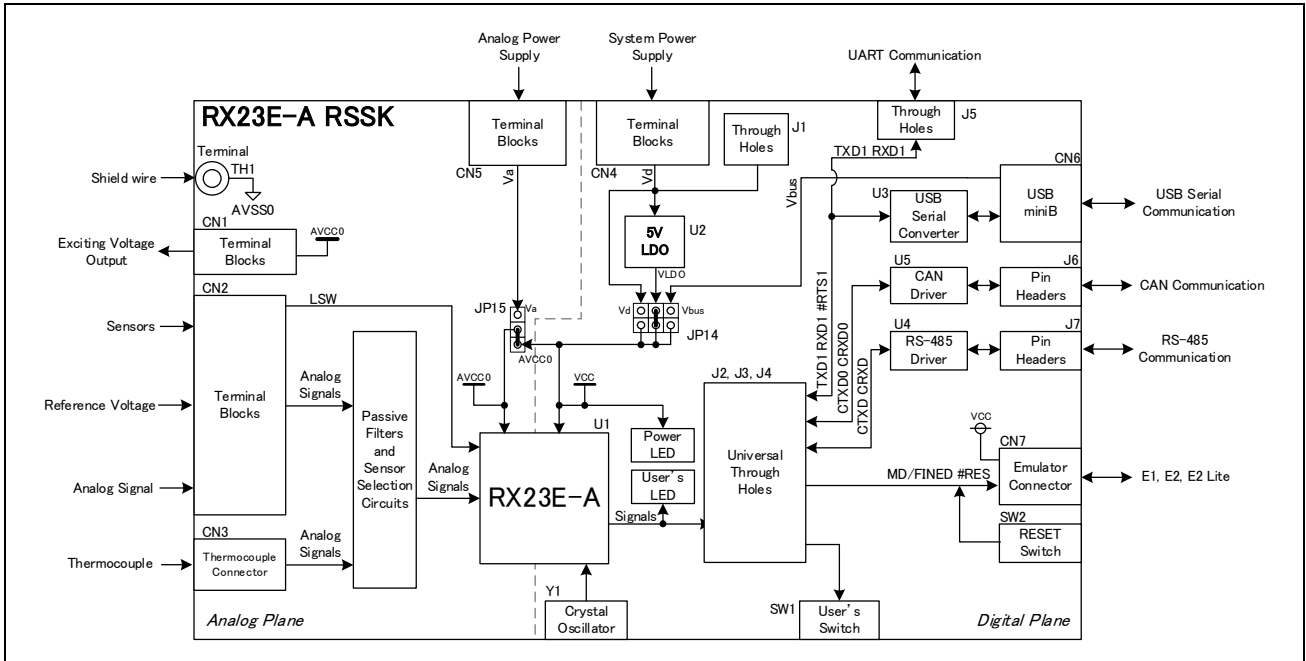 Analog Power
Supply
System Power
Supply
UART Communication
RX23E-A RSSK
Terminal
Blocks
CN5
Va
Terminal
Blocks
CN4
Vd
Through
Holes
J1
Through
Holes
J5
TXD1 RXD1
Terminal
TH1
AVSS0
Shield wire
CN1
Terminal
Blocks
AVCC0
Exciting Voltage
Output
CN2
Terminal
Blocks
LSW
Sensors
Reference Voltage
Analog Signal
Analog
Signals
Passive
Filters
and
Sensor
Selection
Circuits
Analog
Signals
CN3
Thermocouple
Connector
Analog
Signals
Thermocouple
Analog Plane
5V
LDO
U2
VLDO
Vd
Vbus
JP14
JP15
Va
AVCC0
AVCC0
VCC
U1
RX23E-A
Power
LED
User's
LED
Signals
Y1
Crystal
Oscillator
J2, J3, J4
Universal
Through
Holes
Vbus
U3
USB
Serial
Converter
CN6
USB
miniB
USB Serial
Communication
U5
CAN
Driver
J6
Pin
Headers
CAN Communication
U4
RS-485
Driver
J7
Pin
Headers
RS-485
Communication
TXD1 RXD1 #RTS1
CTXD0 CRXD0
CTXD CRXD
VCC
CN7
Emulator
Connector
MD/FINED #RES
E1, E2, E2 Lite
SW2
RESET
Switch
SW1
User's
Switch
Digital Plane